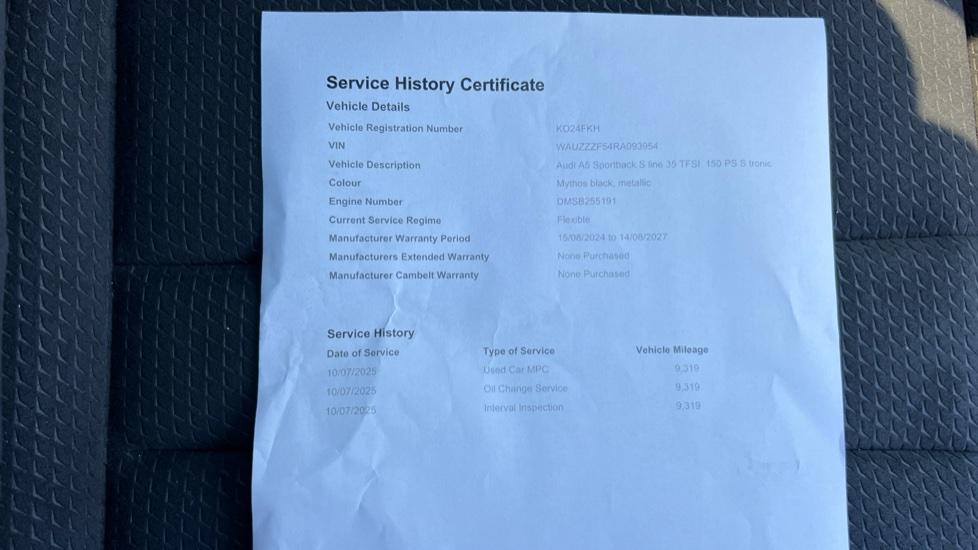 Service History Certificate
Vehicle Details
Vehicle Registration Number KO24FKH
VIN WAUZZZF54RA093954
Vehicle Description Audi A5 Sportback S line 35 TFSI 150 PS S tronic
Colour Mythos black, metallic
Engine Number DMSB255191
Current Service Regime Flexible
Manufacturer Warranty Period 15/08/2024 to 14/08/2027
Manufacturers Extended Warranty None Purchased
Manufacturer Cambelt Warranty None Purchased
Service History
Date of Service Type of Service Vehicle Mileage
10/07/2025 Used Car MPC 9,319
10/07/2025 Oil Change Service 9,319
10/07/2025 Interval Inspection 9,319